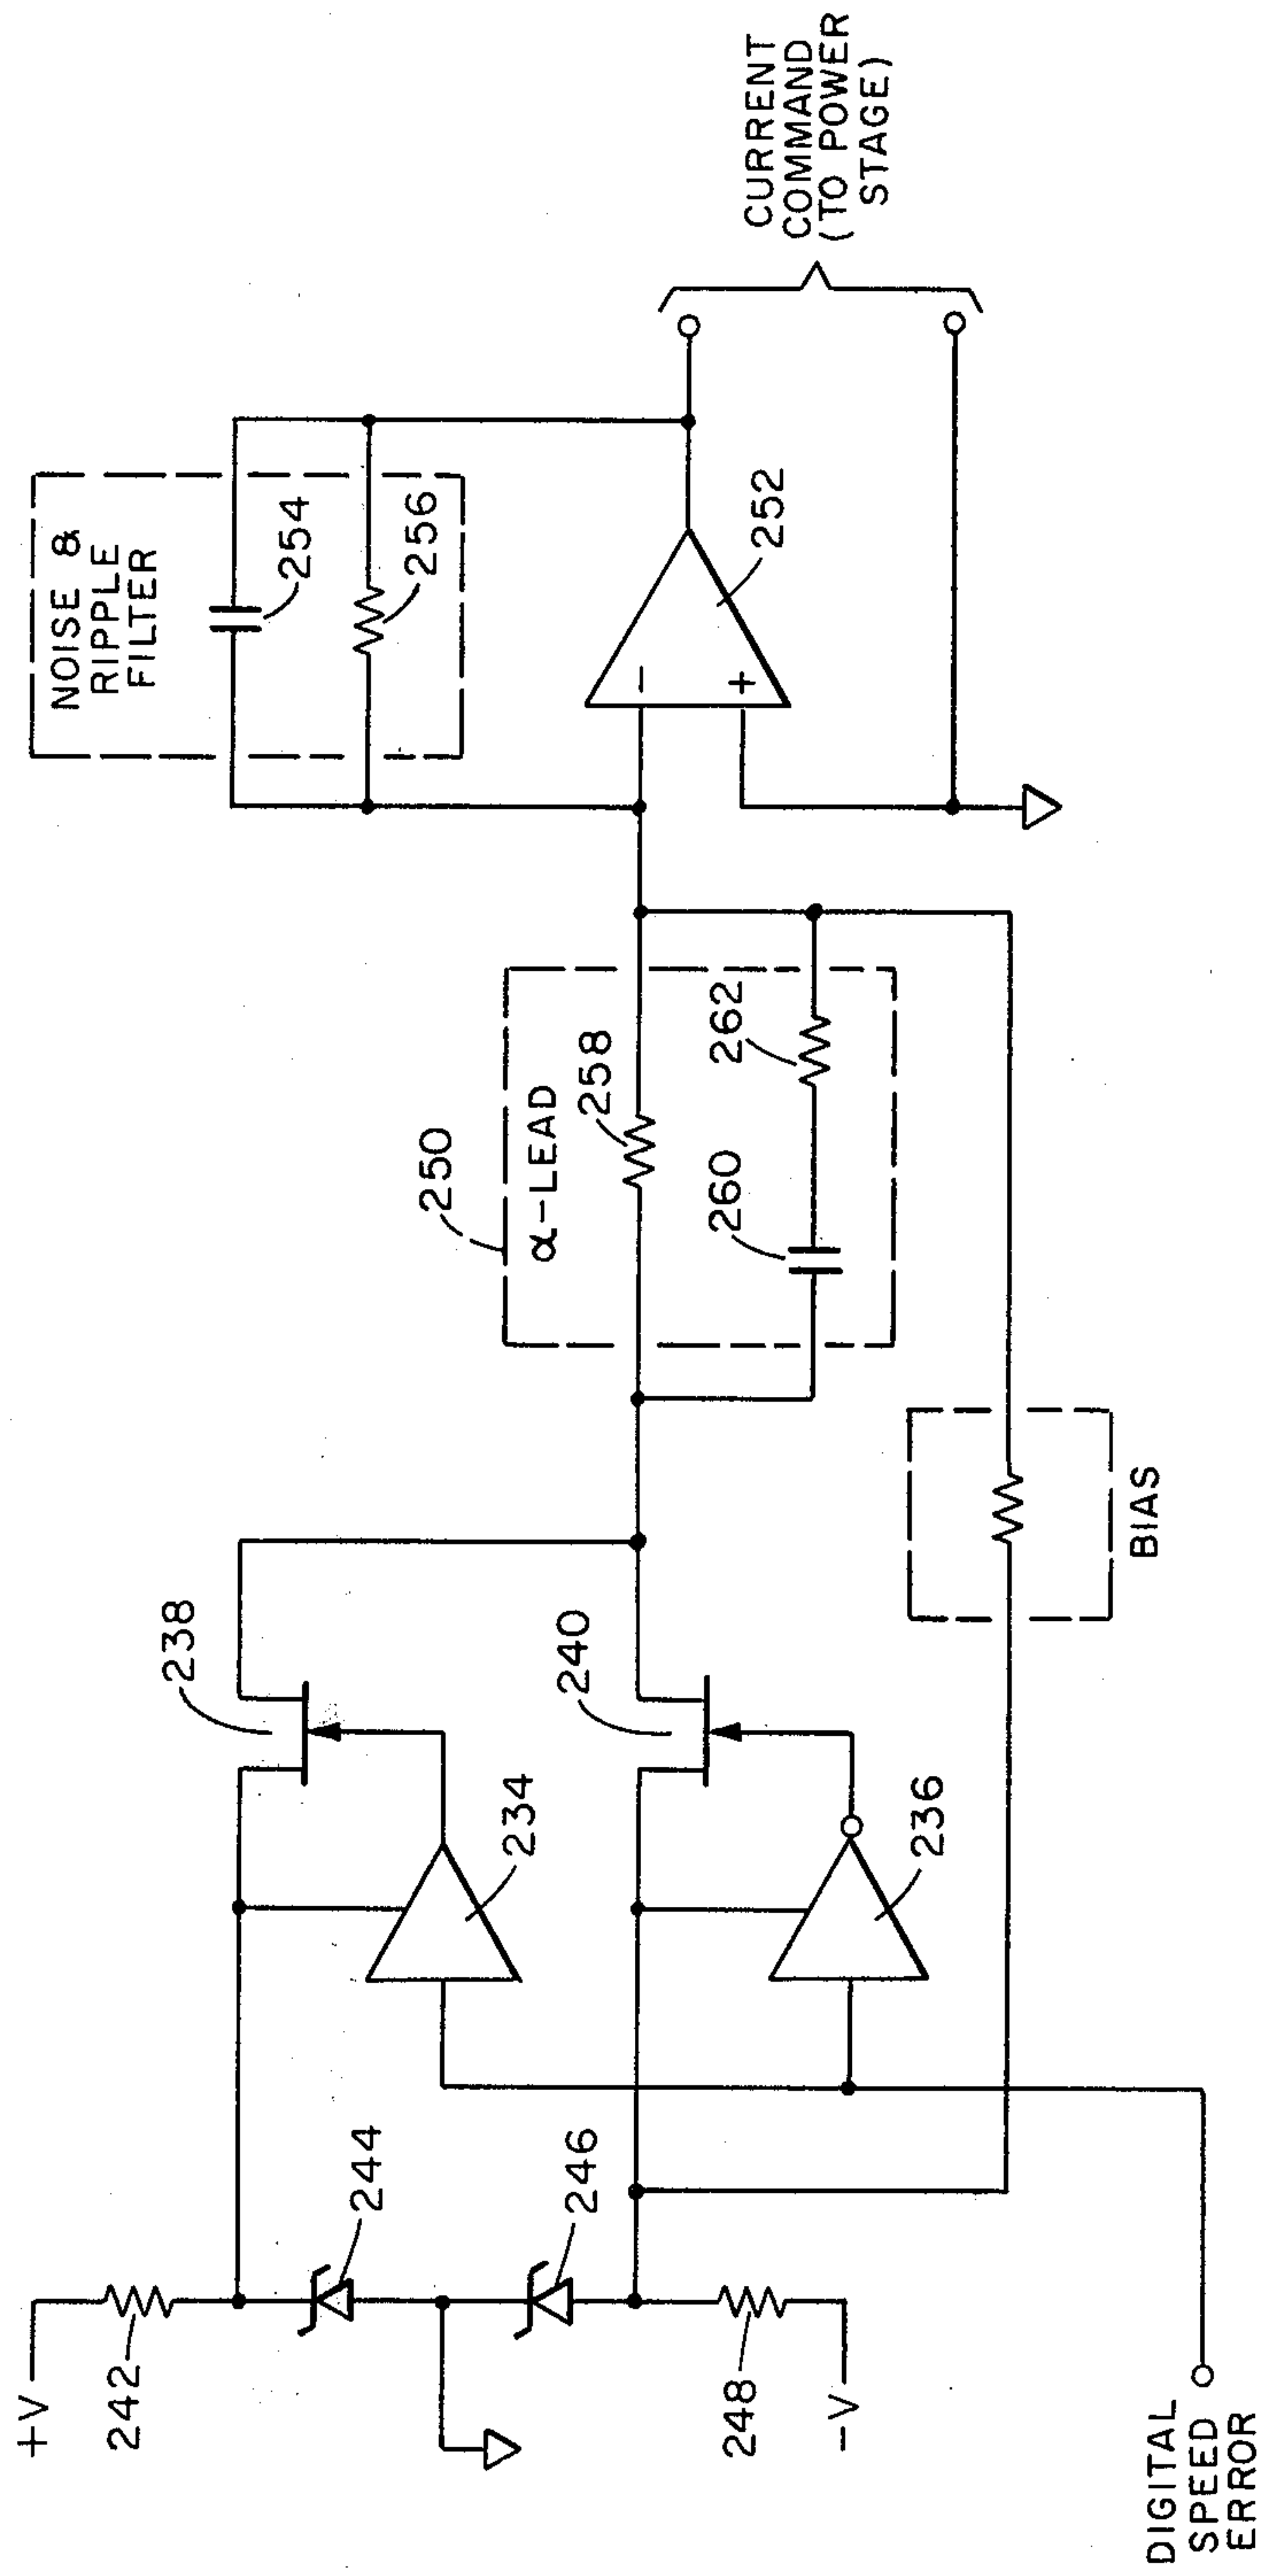 +V
242
244
246
248
-V
DIGITAL
SPEED
ERROR
238
234
240
236
BIAS
250
α-LEAD
258
260
262
NOISE &
RIPPLE
FILTER
254
256
-
+
252
CURRENT
COMMAND
(TO POWER
STAGE)